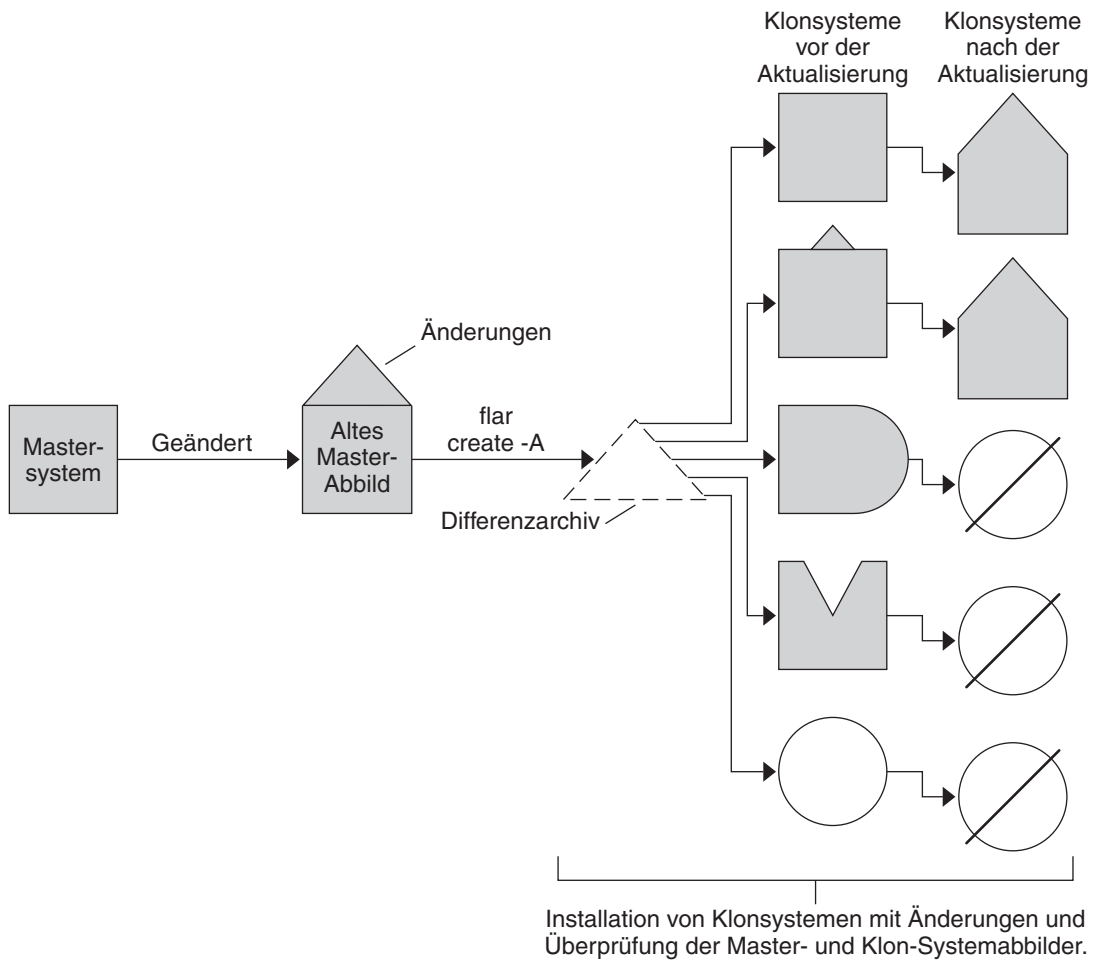 Klonsysteme
vor der
Aktualisierung
Klonsysteme
nach der
Aktualisierung
Änderungen
Master-
system
Geändert
Altes
Master-
Abbild
flar
create -A
Differenzarchiv
Installation von Klonsystemen mit Änderungen und
Überprüfung der Master- und Klon-Systemabbilder.